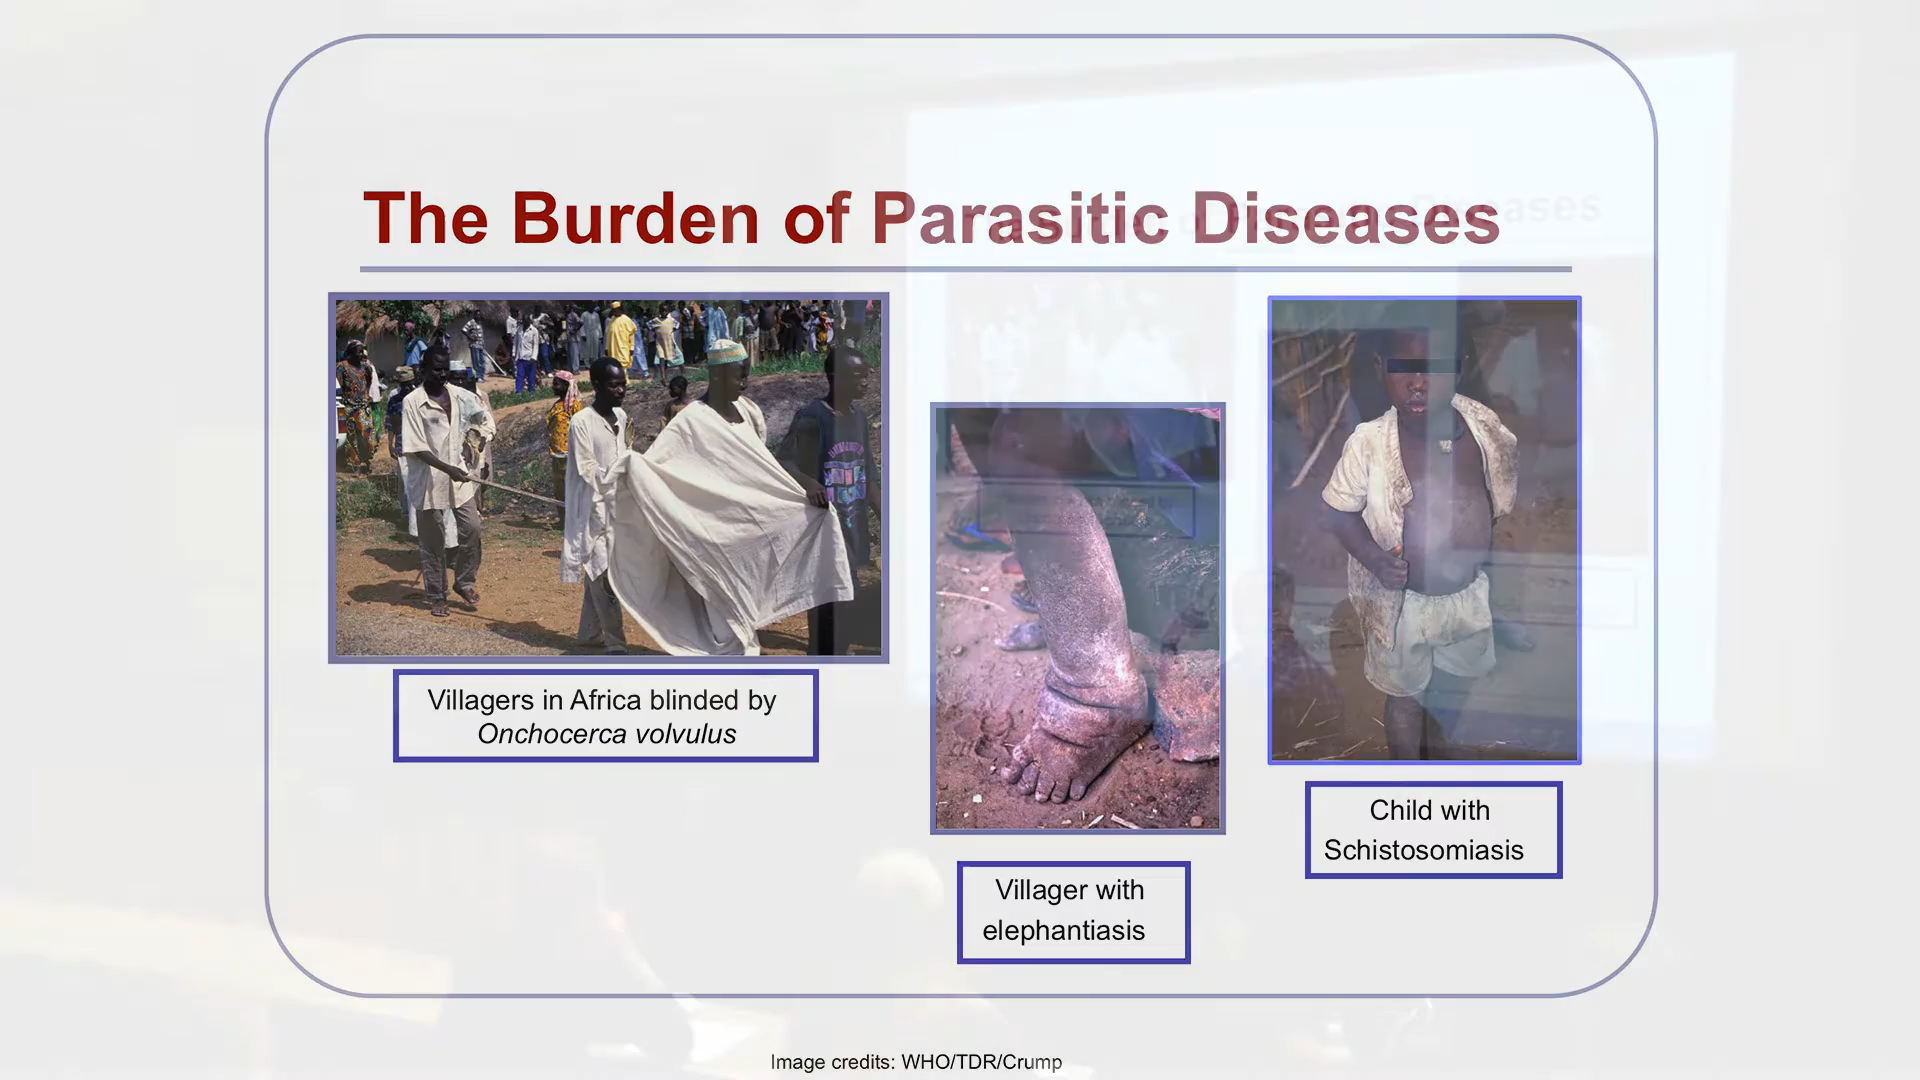 The Burden of Parasitic Diseases
Villagers in Africa blinded by
Onchocerca volvulus
Villager with
elephantiasis
Child with
Schistosomiasis
Image credits: WHO/TDR/Crump